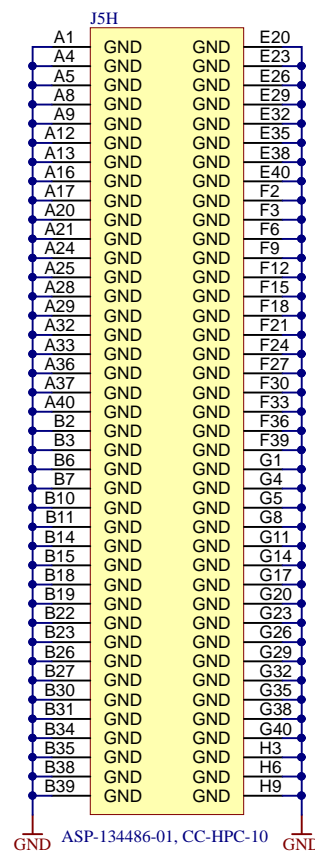 J5H
A1 GND GND E20
A4 GND GND E23
A5 GND GND E26
A8 GND GND E29
A9 GND GND E32
A12 GND GND E35
A13 GND GND E38
A16 GND GND E40
A17 GND GND F2
A20 GND GND F3
A21 GND GND F6
A24 GND GND F9
A25 GND GND F12
A28 GND GND F15
A29 GND GND F18
A32 GND GND F21
A33 GND GND F24
A36 GND GND F27
A37 GND GND F30
A40 GND GND F33
B2 GND GND F36
B3 GND GND F39
B6 GND GND G1
B7 GND GND G4
B10 GND GND G5
B11 GND GND G8
B14 GND GND G11
B15 GND GND G14
B18 GND GND G17
B19 GND GND G20
B22 GND GND G23
B23 GND GND G26
B26 GND GND G29
B27 GND GND G32
B30 GND GND G35
B31 GND GND G38
B34 GND GND G40
B35 GND GND H3
B38 GND GND H6
B39 GND GND H9
GND ASP-134486-01, CC-HPC-10 GND